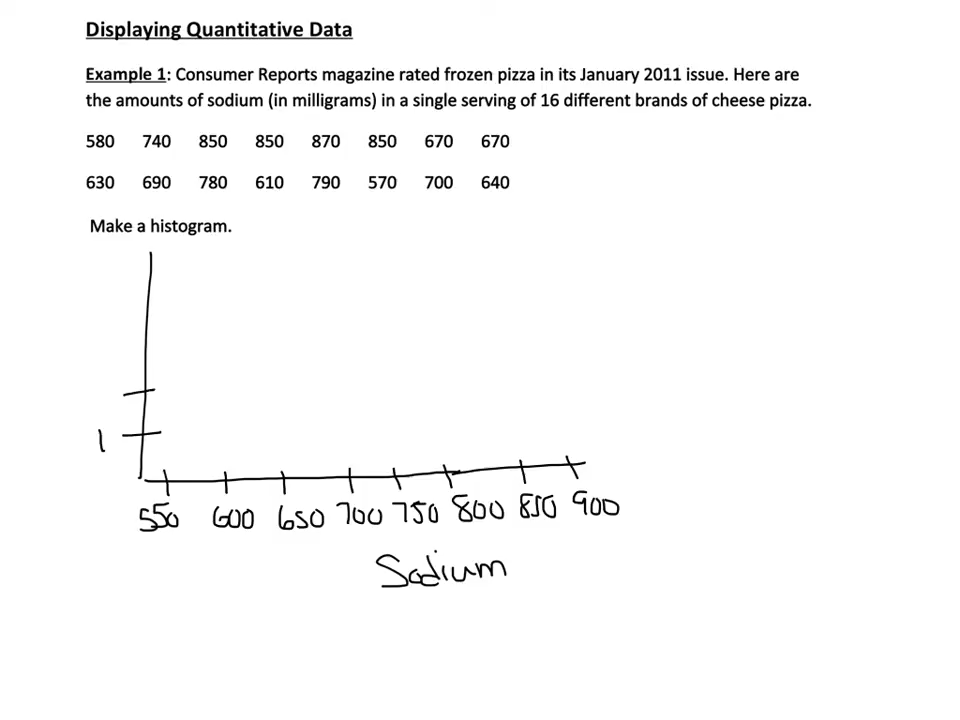 Displaying Quantitative Data
Example 1: Consumer Reports magazine rated frozen pizza in its January 2011 issue. Here are
the amounts of sodium (in milligrams) in a single serving of 16 different brands of cheese pizza.
580 740 850 850 870 850 670 670
630 690 780 610 790 570 700 640
Make a histogram.
1
550 600 650 700 750 800 850 900
Sodium